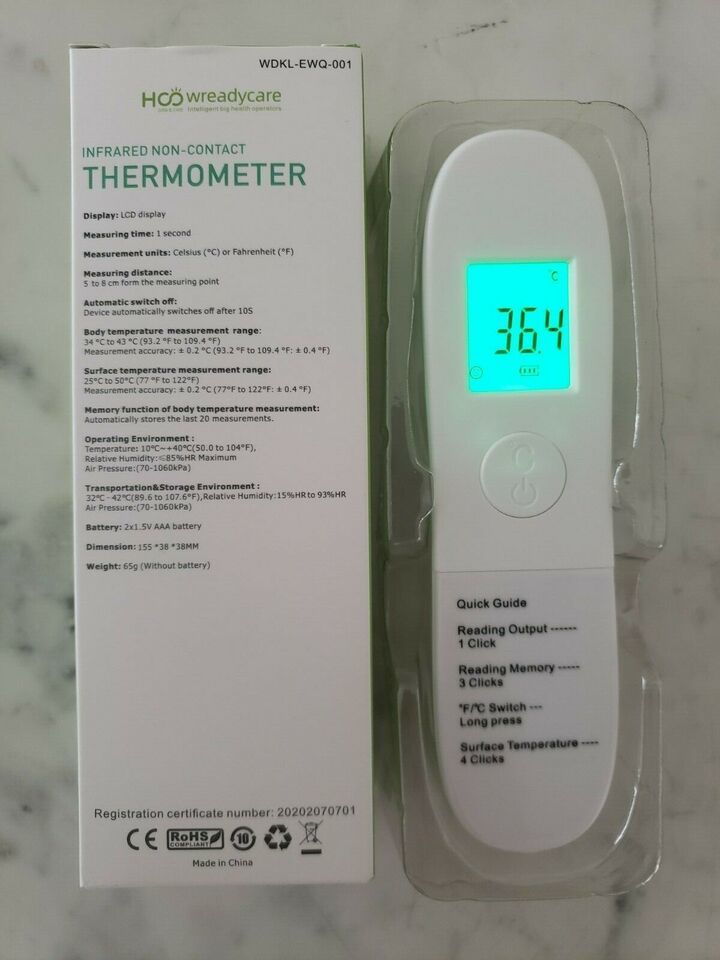 WDKL-EWQ-001
HOO wreadycare
Intelligent big health operators
INFRARED NON-CONTACT
THERMOMETER
Display: LCD display
Measuring time: 1 second
Measurement units: Celsius (°C) or Fahrenheit (°F)
Measuring distance:
5 to 8 cm form the measuring point
Automatic switch off:
Device automatically switches off after 10S
Body temperature measurement range:
34 °C to 43 °C (93.2 °F to 109.4 °F)
Measurement accuracy: ± 0.2 °C (93.2 °F to 109.4 °F: ± 0.4 °F)
Surface temperature measurement range:
25°C to 50°C (77 °F to 122°F)
Measurement accuracy: ± 0.2 °C (77°F to 122°F: ± 0.4 °F)
Memory function of body temperature measurement:
Automatically stores the last 20 measurements.
Operating Environment :
Temperature: 10°C~+40°C(50.0 to 104°F),
Relative Humidity:≤85%HR Maximum
Air Pressure:(70-1060kPa)
Transportation&Storage Environment :
32°C - 42°C(89.6 to 107.6°F),Relative Humidity:15%HR to 93%HR
Air Pressure:(70-1060kPa)
Battery: 2x1.5V AAA battery
Dimension: 155 *38 *38MM
Weight: 65g (Without battery)
Registration certificate number: 20202070701
CE RoHS COMPLIANT 10
Made in China
°C
36.4
Quick Guide
Reading Output ------
1 Click
Reading Memory -----
3 Clicks
°F/°C Switch ---
Long press
Surface Temperature ----
4 Clicks